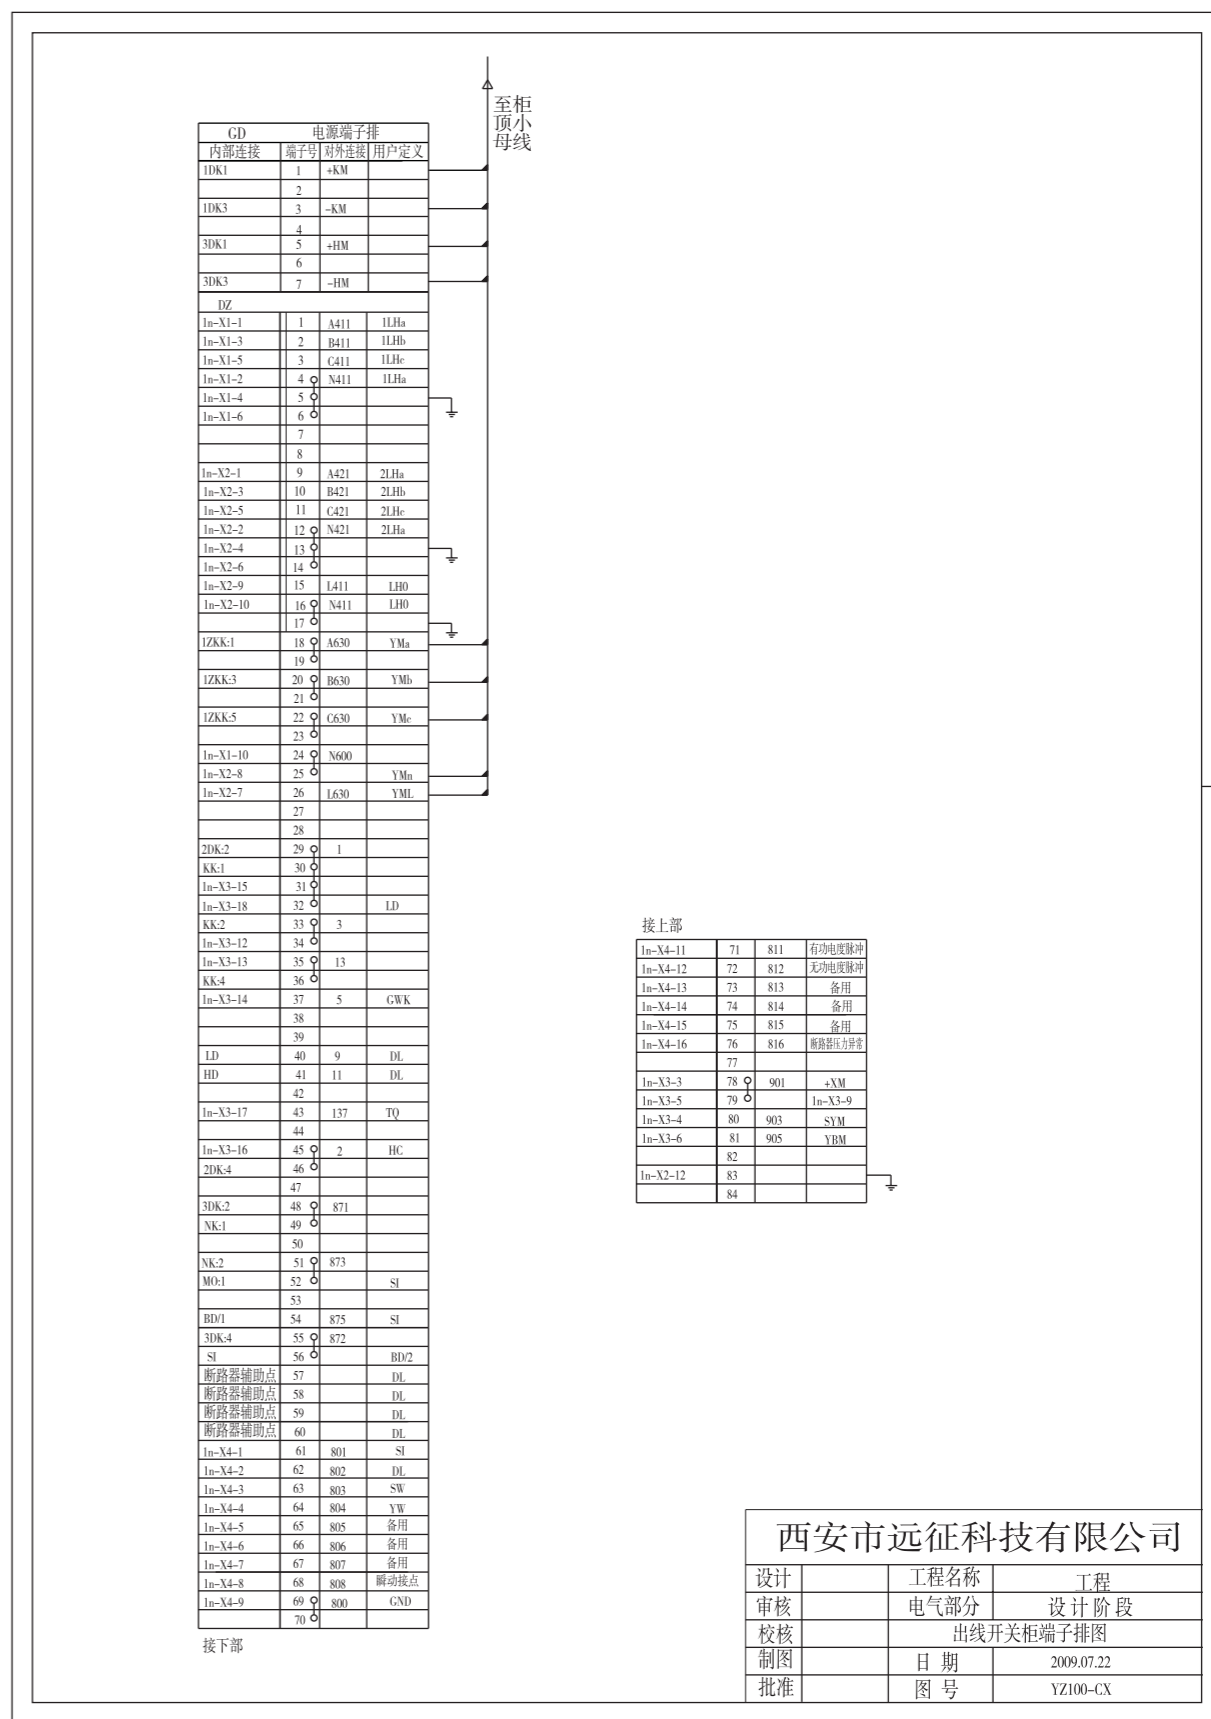 至柜
顶小
母线
GD 电源端子排
内部连接 端子号 对外连接 用户定义
1DK1 1 +KM
2
1DK3 3 -KM
4
3DK1 5 +HM
6
3DK3 7 -HM
DZ
1n-X1-1 1 A411 1LHa
1n-X1-3 2 B411 1LHb
1n-X1-5 3 C411 1LHc
1n-X1-2 4 N411 1LHa
1n-X1-4 5
1n-X1-6 6
7
8
1n-X2-1 9 A421 2LHa
1n-X2-3 10 B421 2LHb
1n-X2-5 11 C421 2LHc
1n-X2-2 12 N421 2LHa
1n-X2-4 13
1n-X2-6 14
1n-X2-9 15 L411 LH0
1n-X2-10 16 N411 LH0
17
1ZKK:1 18 A630 YMa
19
1ZKK:3 20 B630 YMb
21
1ZKK:5 22 C630 YMc
23
1n-X1-10 24 N600
1n-X2-8 25 YMn
1n-X2-7 26 L630 YML
27
28
2DK:2 29 1
KK:1 30
1n-X3-15 31
1n-X3-18 32 LD
KK:2 33 3
1n-X3-12 34
1n-X3-13 35 13
KK:4 36
1n-X3-14 37 5 GWK
38
39
LD 40 9 DL
HD 41 11 DL
42
1n-X3-17 43 137 TQ
44
1n-X3-16 45 2 HC
2DK:4 46
47
3DK:2 48 871
NK:1 49
50
NK:2 51 873
MO:1 52 SI
53
BD/1 54 875 SI
3DK:4 55 872
SI 56 BD/2
断路器辅助点 57 DL
断路器辅助点 58 DL
断路器辅助点 59 DL
断路器辅助点 60 DL
1n-X4-1 61 801 SI
1n-X4-2 62 802 DL
1n-X4-3 63 803 SW
1n-X4-4 64 804 YW
1n-X4-5 65 805 备用
1n-X4-6 66 806 备用
1n-X4-7 67 807 备用
1n-X4-8 68 808 瞬动接点
1n-X4-9 69 800 GND
70
接下部
接上部
1n-X4-11 71 811 有功电度脉冲
1n-X4-12 72 812 无功电度脉冲
1n-X4-13 73 813 备用
1n-X4-14 74 814 备用
1n-X4-15 75 815 备用
1n-X4-16 76 816 断路器压力异常
77
1n-X3-3 78 901 +XM
1n-X3-5 79 1n-X3-9
1n-X3-4 80 903 SYM
1n-X3-6 81 905 YBM
82
1n-X2-12 83
84
西安市远征科技有限公司
设计 工程名称 工程
审核 电气部分 设计阶段
校核 出线开关柜端子排图
制图 日 期 2009.07.22
批准 图 号 YZ100-CX